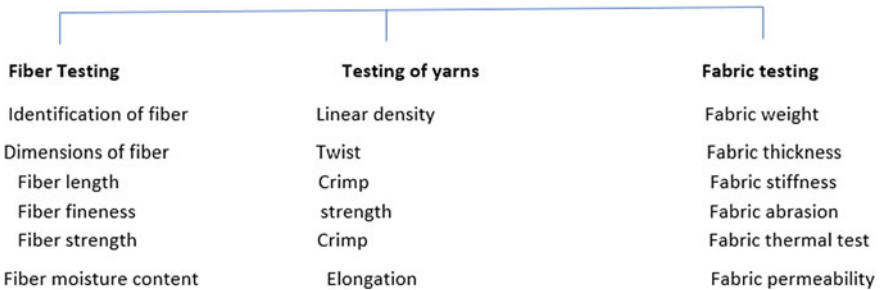 Fiber Testing Testing of yarns Fabric testing
Identification of fiber Linear density Fabric weight
Dimensions of fiber Twist Fabric thickness
Fiber length Crimp Fabric stiffness
Fiber fineness strength Fabric abrasion
Fiber strength Crimp Fabric thermal test
Fiber moisture content Elongation Fabric permeability